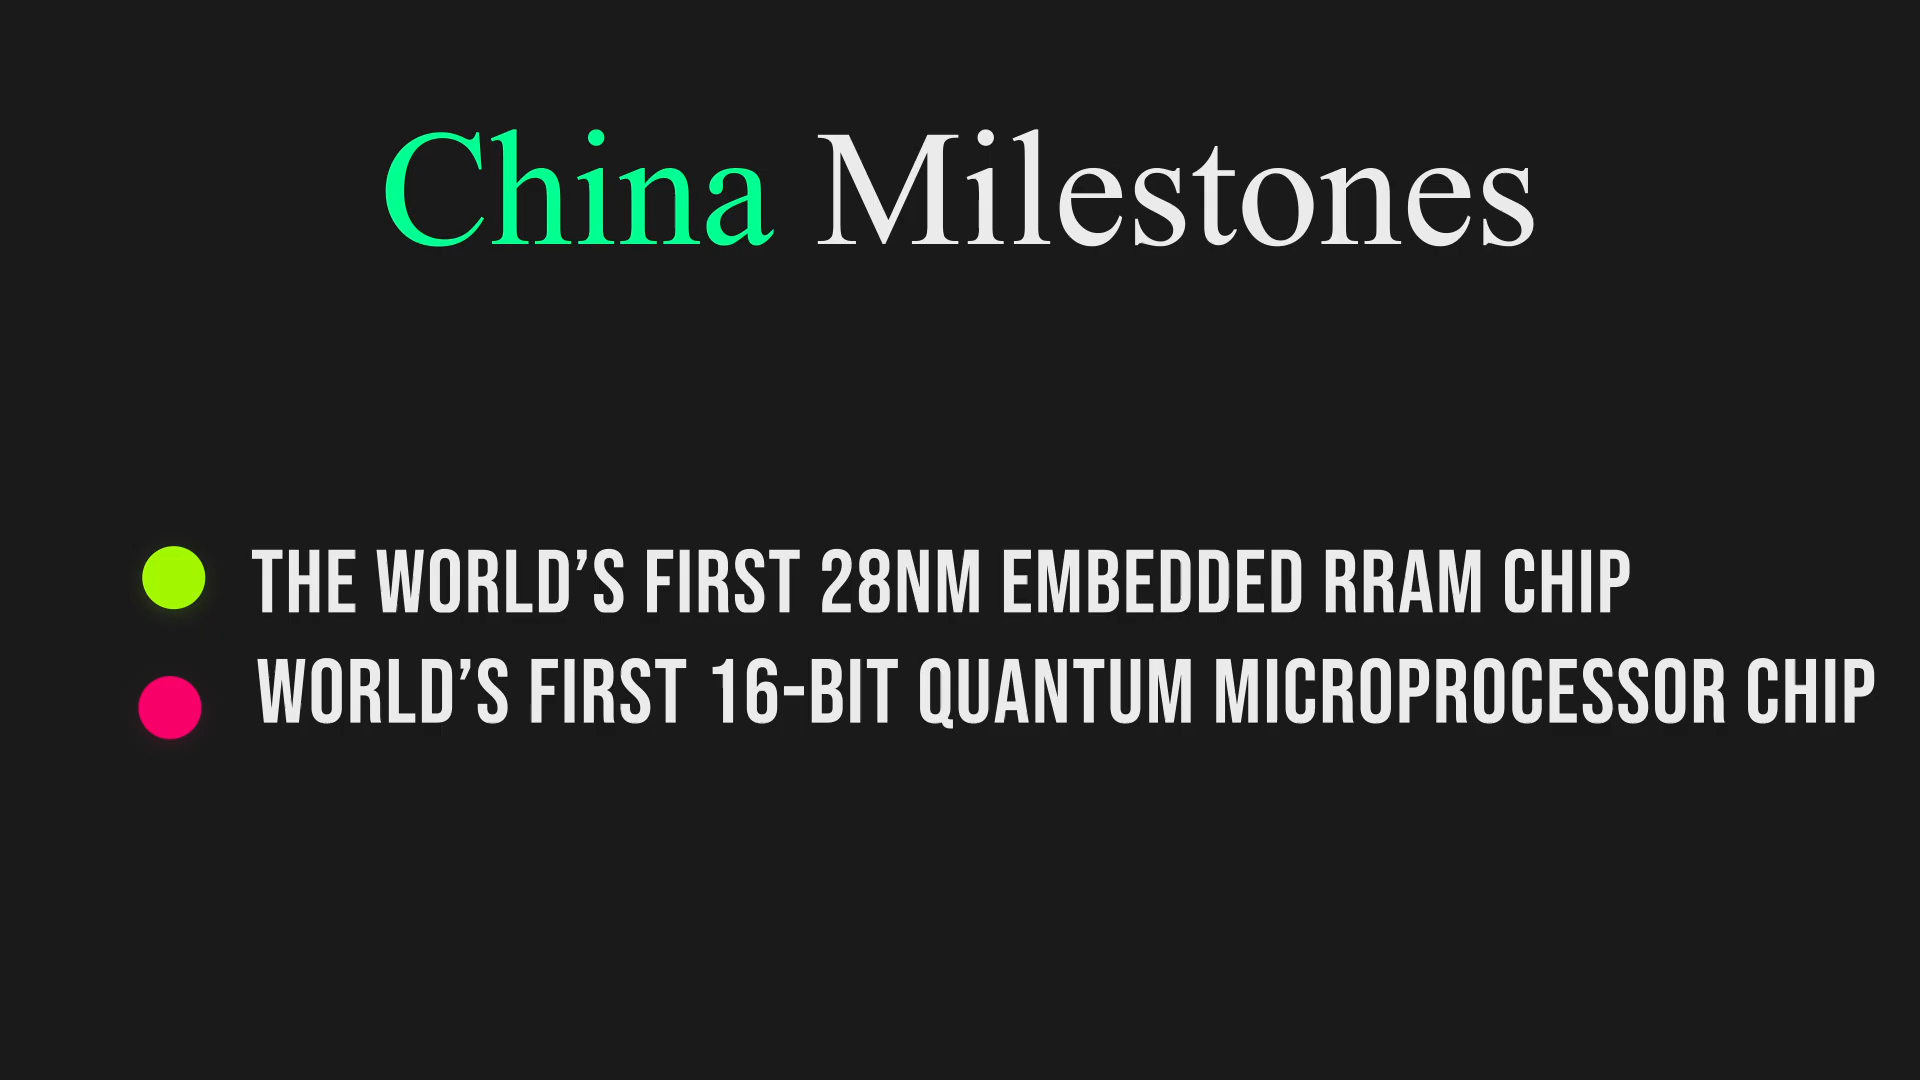 China Milestones
THE WORLD’S FIRST 28NM EMBEDDED RRAM CHIP
WORLD’S FIRST 16-BIT QUANTUM MICROPROCESSOR CHIP